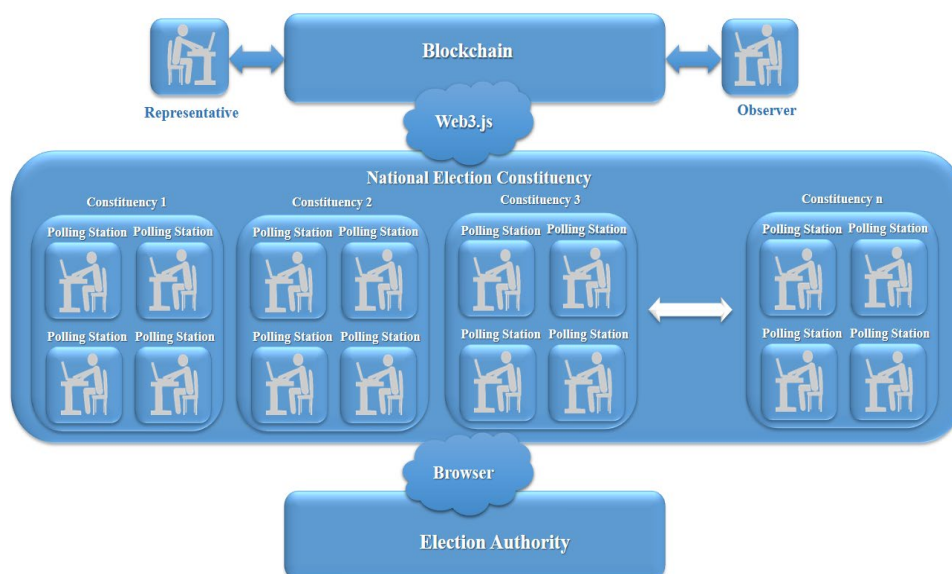 Blockchain
Representative
Observer
Web3.js
National Election Constituency
Constituency 1
Constituency 2
Constituency 3
Constituency n
Polling Station Polling Station
Polling Station Polling Station
Polling Station Polling Station
Polling Station Polling Station
Polling Station Polling Station
Polling Station Polling Station
Polling Station Polling Station
Polling Station Polling Station
Browser
Election Authority